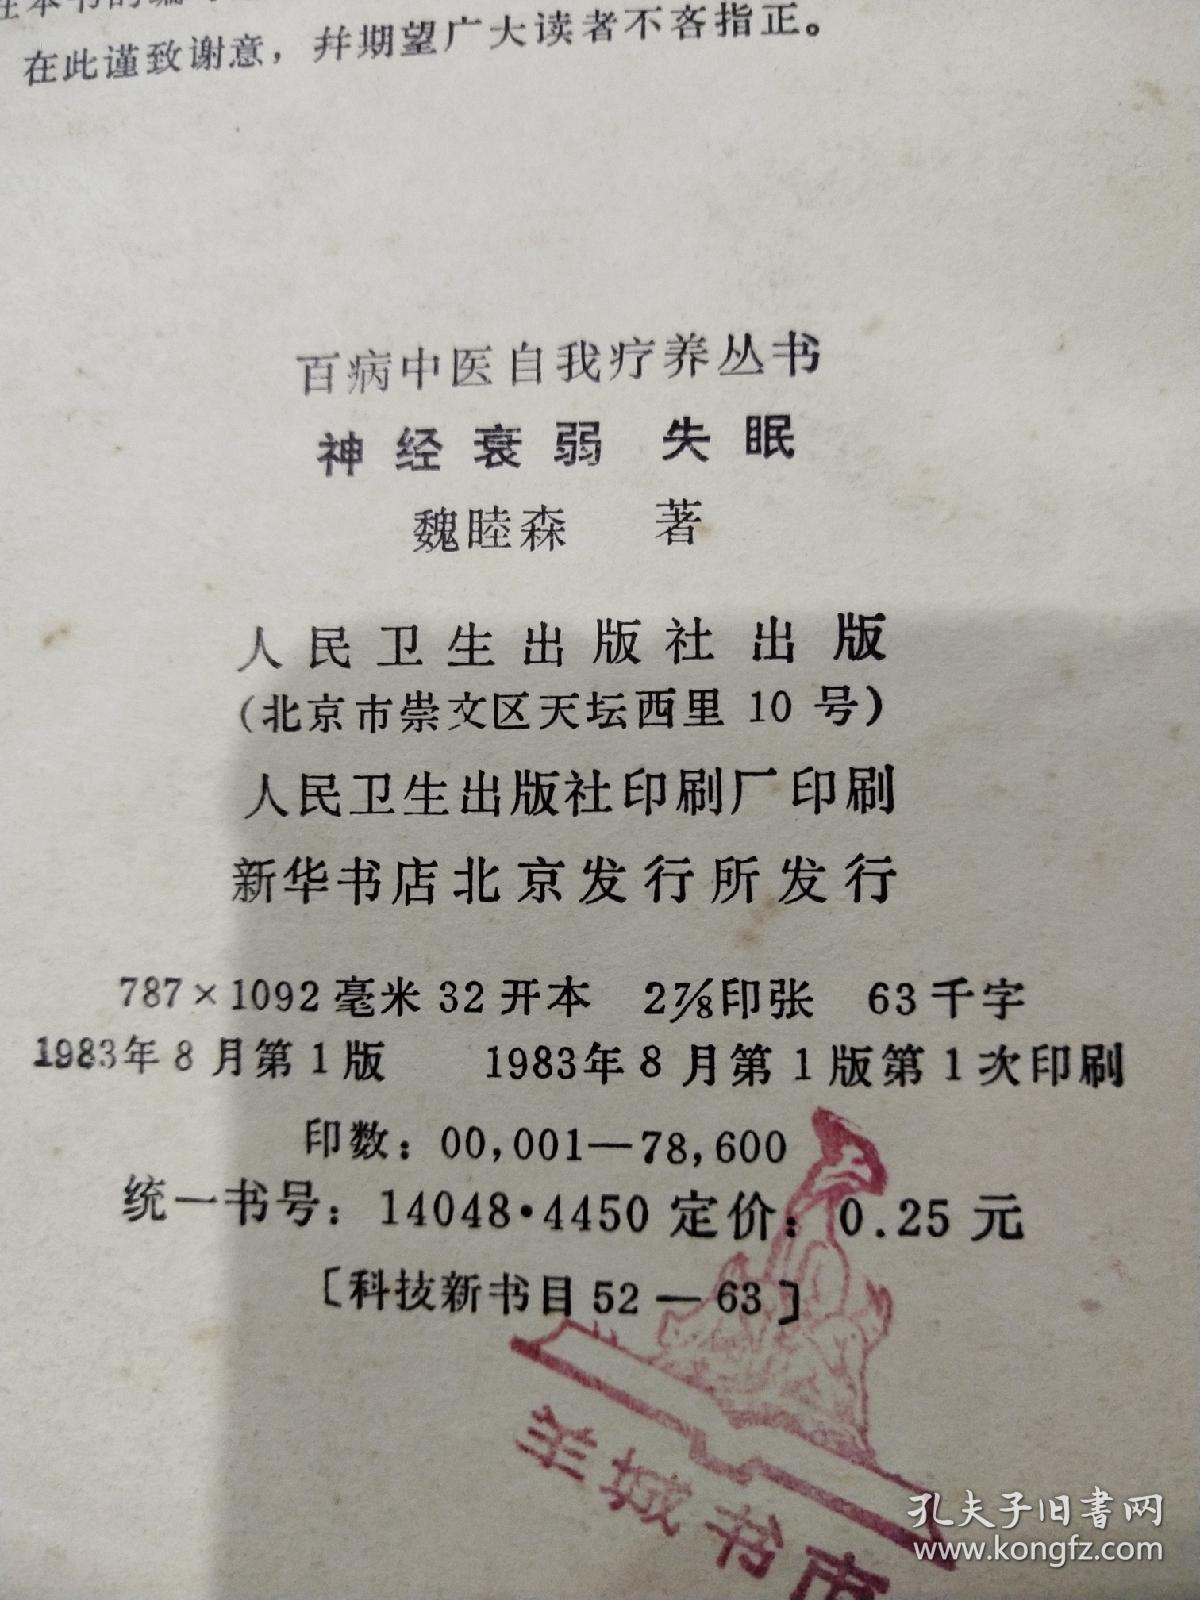 在本书的编
在此谨致谢意，幷期望广大读者不吝指正。
百病中医自我疗养丛书
神经衰弱 失眠
魏睦森 著
人民卫生出版社出版
（北京市崇文区天坛西里 10 号）
人民卫生出版社印刷厂印刷
新华书店北京发行所发行
787×1092毫米 32开本 2⅞印张 63千字
1983年8月第1版 1983年8月第1版第1次印刷
印数：00,001—78,600
统一书号：14048·4450 定价：0.25元
〔科技新书目52—63〕
羊城书市
孔夫子旧书网
www.kongfz.com